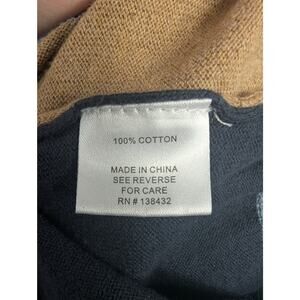 100% COTTON
MADE IN CHINA
SEE REVERSE
FOR CARE
RN # 138432